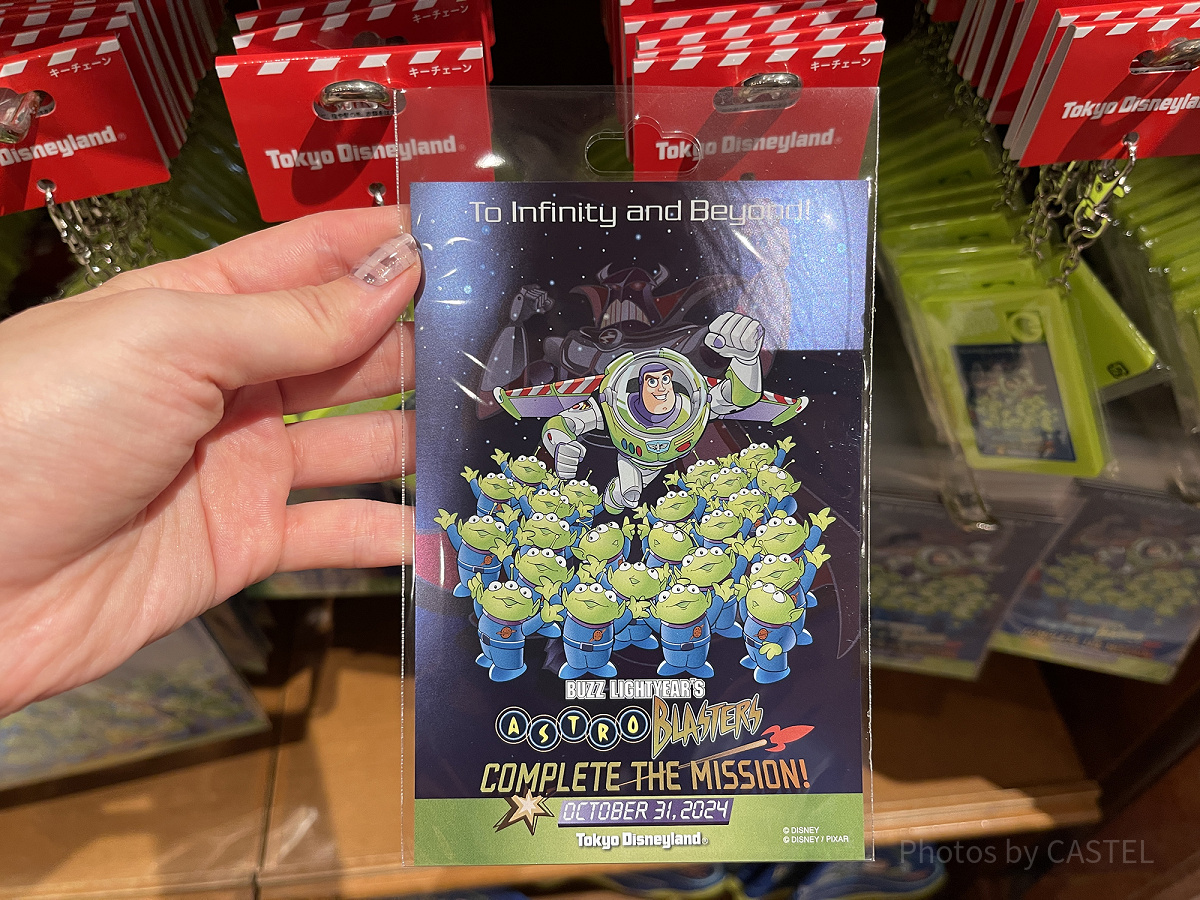 キーチェーン
Tokyo Disneyland®
キーチェーン
Tokyo Disneyland
キーチェーン
Tokyo Disneyland
Tokyo Disneyland
To Infinity and Beyond!
BUZZ LIGHTYEAR'S
ASTRO BLASTERS
COMPLETE THE MISSION!
OCTOBER 31, 2024
Tokyo Disneyland®
© DISNEY
© DISNEY / PIXAR
Photos by CASTEL